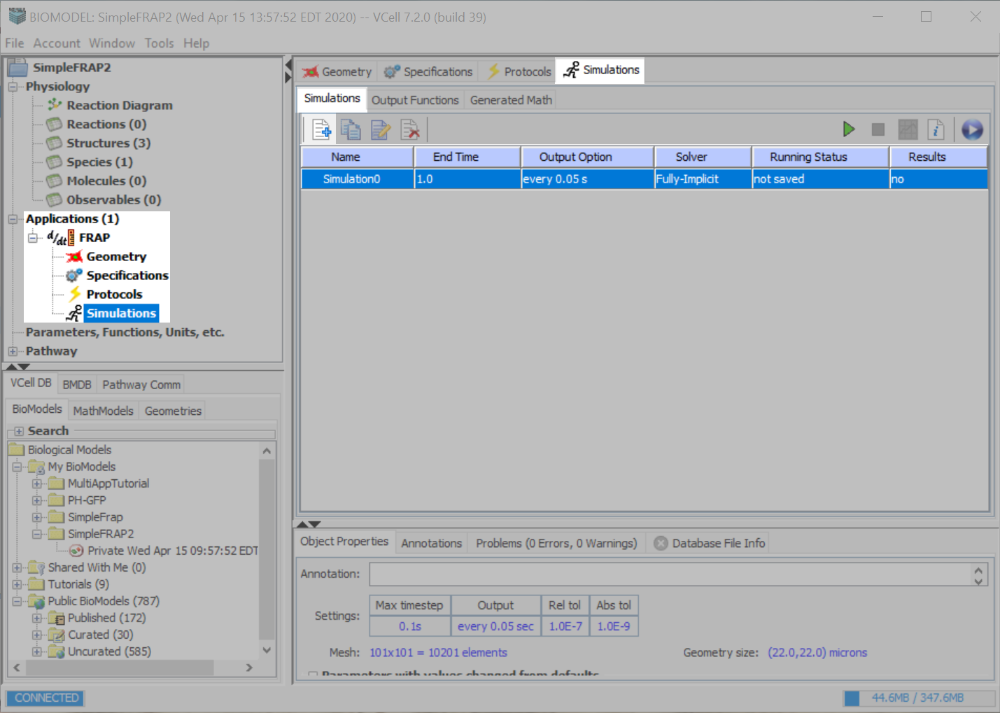 BIOMODEL: SimpleFRAP2 (Wed Apr 15 13:57:52 EDT 2020) -- VCell 7.2.0 (build 39)
File Account Window Tools Help
SimpleFRAP2
Physiology
Reaction Diagram
Reactions (0)
Structures (3)
Species (1)
Molecules (0)
Observables (0)
Applications (1)
d/dt FRAP
Geometry
Specifications
Protocols
Simulations
Parameters, Functions, Units, etc.
Pathway
VCell DB BMDB Pathway Comm
BioModels MathModels Geometries
Search
Biological Models
My BioModels
MultiAppTutorial
PH-GFP
SimpleFrap
SimpleFRAP2
Private Wed Apr 15 09:57:52 EDT
Shared With Me (0)
Tutorials (9)
Public BioModels (787)
Published (172)
Curated (30)
Uncurated (585)
Geometry Specifications Protocols Simulations
Simulations Output Functions Generated Math
Name End Time Output Option Solver Running Status Results
Simulation0 1.0 every 0.05 s Fully-Implicit not saved no
Object Properties Annotations Problems (0 Errors, 0 Warnings) Database File Info
Annotation:
Settings:
Max timestep Output Rel tol Abs tol
0.1s every 0.05 sec 1.0E-7 1.0E-9
Mesh: 101x101 = 10201 elements Geometry size: (22.0,22.0) microns
Parameters with values changed from defaults
CONNECTED 44.6MB / 347.6MB